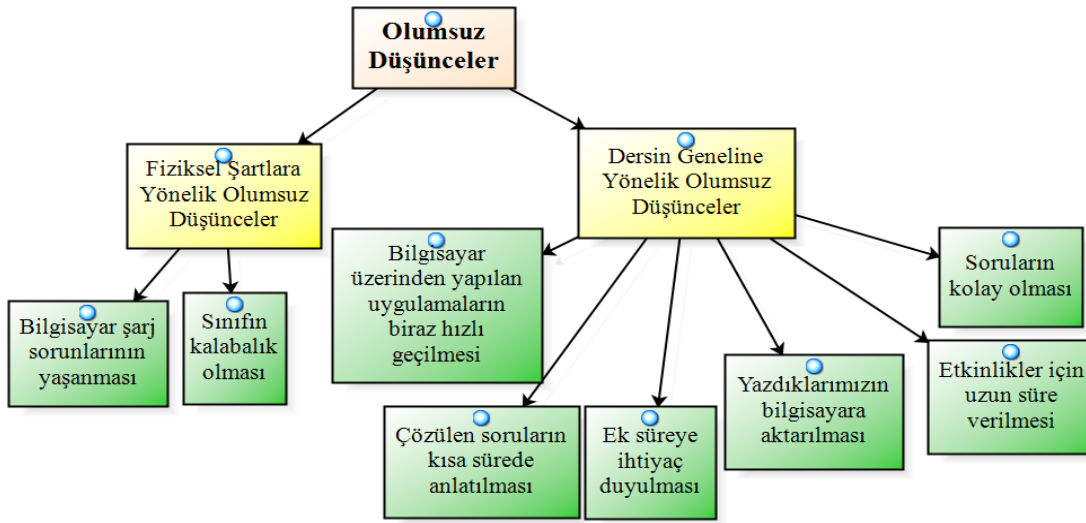 Olumsuz
Düşünceler
Fiziksel Şartlara
Yönelik Olumsuz
Düşünceler
Dersin Geneline
Yönelik Olumsuz
Düşünceler
Bilgisayar şarj
sorunlarının
yaşanması
Sınıfın
kalabalık
olması
Bilgisayar
üzerinden yapılan
uygulamaların
biraz hızlı
geçilmesi
Çözülen soruların
kısa sürede
anlatılması
Ek süreye
ihtiyaç
duyulması
Yazdıklarımızın
bilgisayara
aktarılması
Etkinlikler için
uzun süre
verilmesi
Soruların
kolay olması